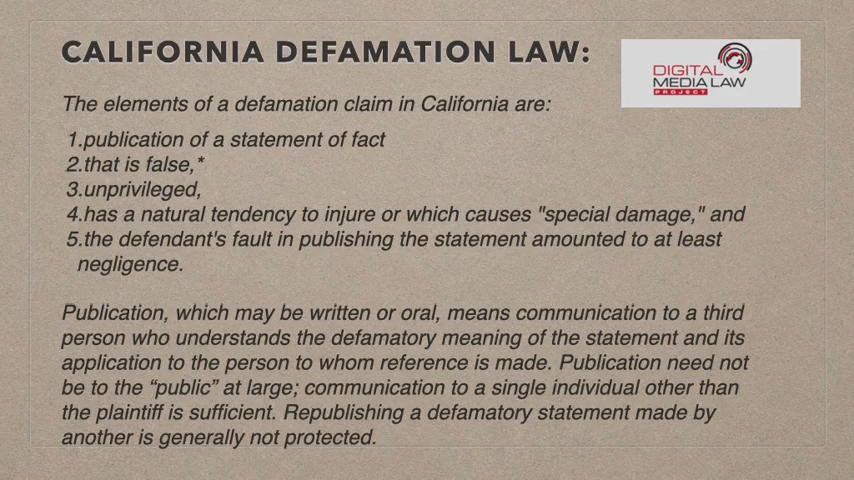 CALIFORNIA DEFAMATION LAW:
DIGITAL
MEDIA LAW
PROJECT
The elements of a defamation claim in California are:
1.publication of a statement of fact
2.that is false,*
3.unprivileged,
4.has a natural tendency to injure or which causes "special damage," and
5.the defendant's fault in publishing the statement amounted to at least
negligence.
Publication, which may be written or oral, means communication to a third
person who understands the defamatory meaning of the statement and its
application to the person to whom reference is made. Publication need not
be to the “public” at large; communication to a single individual other than
the plaintiff is sufficient. Republishing a defamatory statement made by
another is generally not protected.